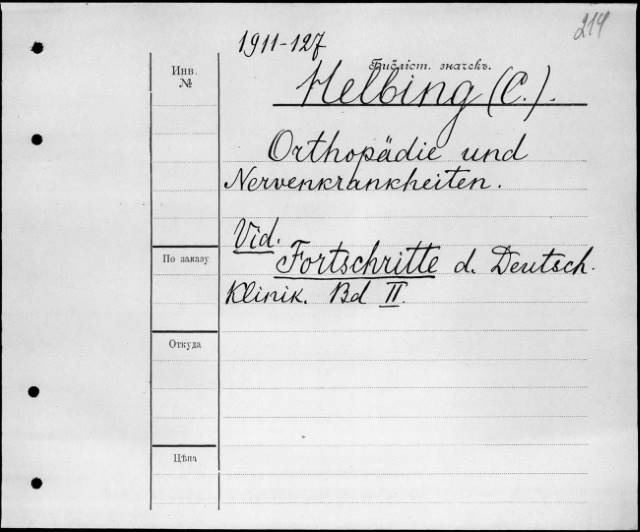 214
1911-127
Инв.
№
Библіот. значекъ.
Helbing (C.).
Orthopädie und
Nervenkrankheiten.
Vid.
По заказу
Fortschritte d. Deutsch.
Klinik. Bd II.
Откуда
Цѣна